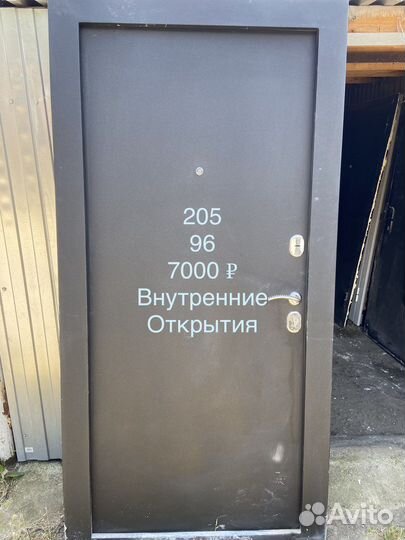 205
96
7000 ₽
Внутренние
Открытия
Avito